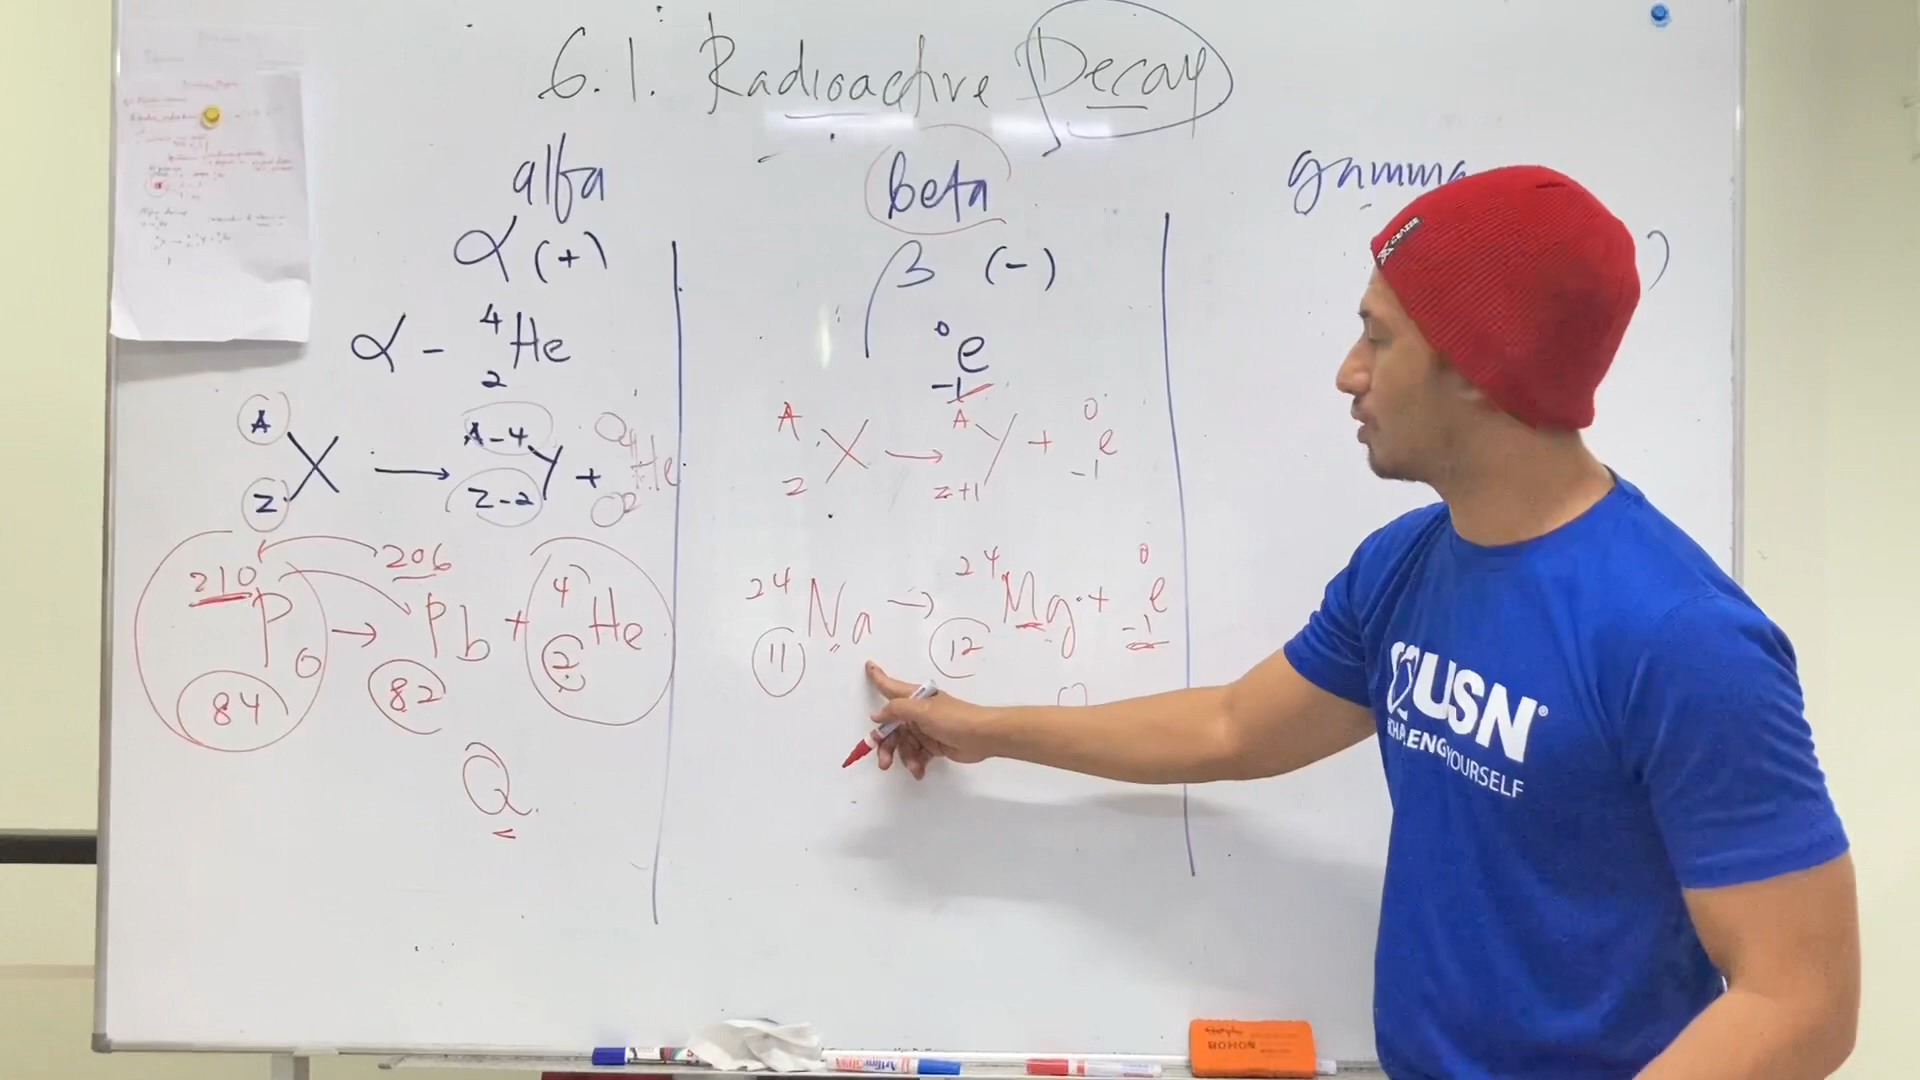 6.1. Radioactive Decay
alfa
α (+)
α - ⁴₂He
ᴬ_Z X → ᴬ⁻⁴_Z-2 Y + ⁴₂He
²¹⁰₈₄Po → ²⁰⁶₈₂Pb + ⁴₂He
Q
beta
β (-)
⁰₋₁e
ᴬ_Z X → ᴬ_Z+1 Y + ⁰₋₁e
²⁴₁₁Na → ²⁴₁₂Mg + ⁰₋₁e
gamma
)
USN
CHALLENGE YOURSELF
BOHON